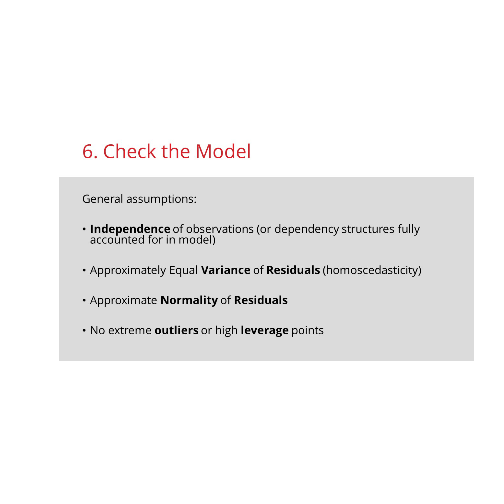 6. Check the Model
General assumptions:
• Independence of observations (or dependency structures fully
accounted for in model)
• Approximately Equal Variance of Residuals (homoscedasticity)
• Approximate Normality of Residuals
• No extreme outliers or high leverage points